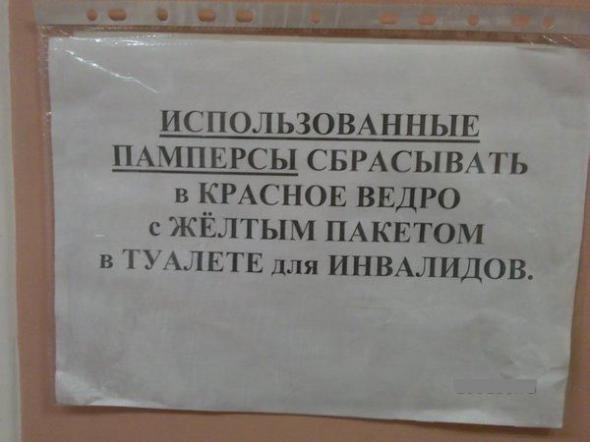 ИСПОЛЬЗОВАННЫЕ
ПАМПЕРСЫ СБРАСЫВАТЬ
в КРАСНОЕ ВЕДРО
с ЖЁЛТЫМ ПАКЕТОМ
в ТУАЛЕТЕ для ИНВАЛИДОВ.